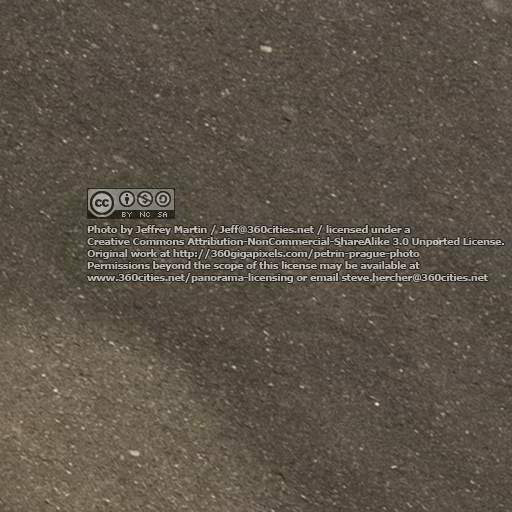 cc
BY NC SA
Photo by Jeffrey Martin / Jeff@360cities.net / licensed under a
Creative Commons Attribution-NonCommercial-ShareAlike 3.0 Unported License.
Original work at http://360gigapixels.com/petrin-prague-photo
Permissions beyond the scope of this license may be available at
www.360cities.net/panorama-licensing or email steve.hercher@360cities.net